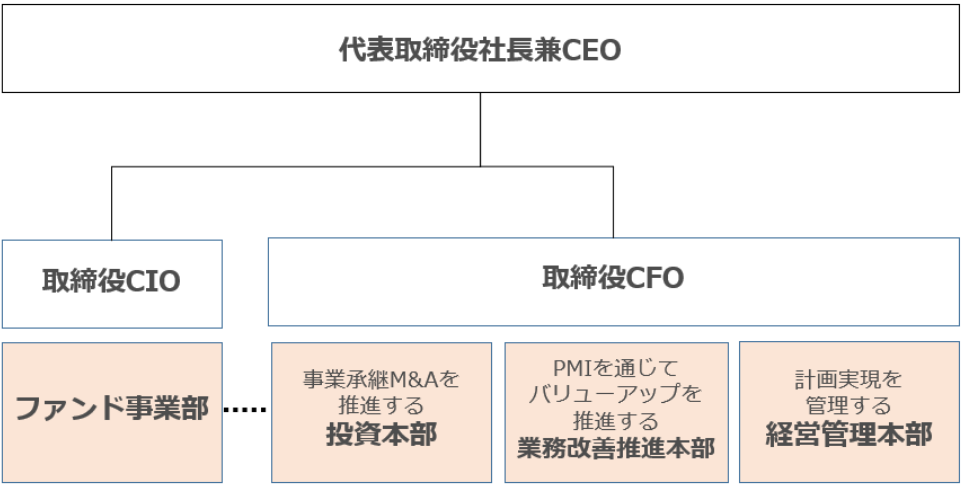 代表取締役社長兼CEO
取締役CIO
取締役CFO
ファンド事業部
事業承継M&Aを
推進する
投資本部
PMIを通じて
バリューアップを
推進する
業務改善推進本部
計画実現を
管理する
経営管理本部